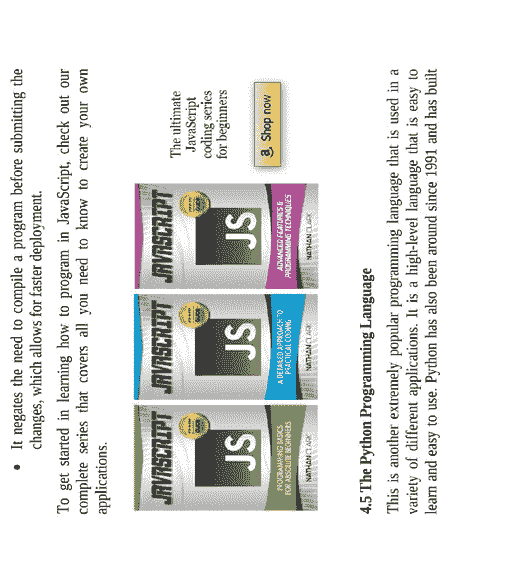 • It negates the need to compile a program before submitting the
changes, which allows for faster deployment.
To get started in learning how to program in JavaScript, check out our
complete series that covers all you need to know to create your own
applications.
JAVASCRIPT
JS
PROGRAMMING BASICS
FOR ABSOLUTE BEGINNERS
NATHAN CLARK
JAVASCRIPT
JS
A DETAILED APPROACH TO
PRACTICAL CODING
NATHAN CLARK
JAVASCRIPT
JS
ADVANCED FEATURES &
PROGRAMMING TECHNIQUES
NATHAN CLARK
The ultimate
JavaScript
coding series
for beginners
a Shop now
4.5 The Python Programming Language
This is another extremely popular programming language that is used in a
variety of different applications. It is a high-level language that is easy to
learn and easy to use. Python has also been around since 1991 and has built